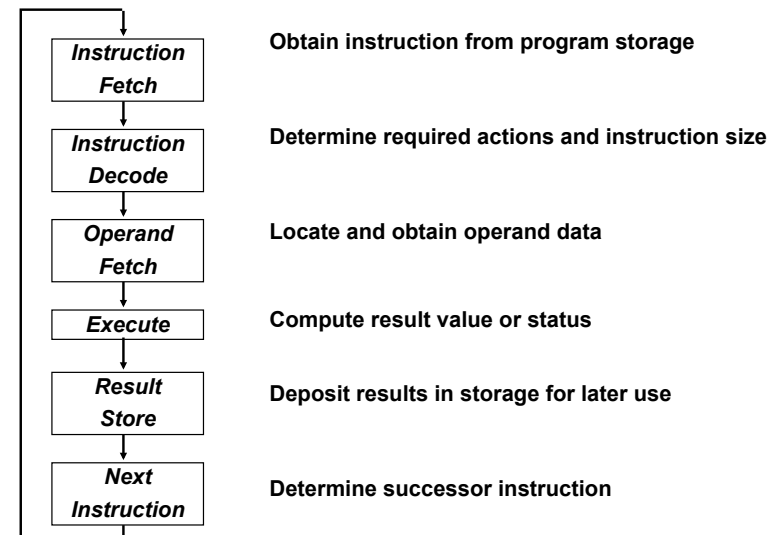 Instruction
Fetch
Obtain instruction from program storage
Instruction
Decode
Determine required actions and instruction size
Operand
Fetch
Locate and obtain operand data
Execute
Compute result value or status
Result
Store
Deposit results in storage for later use
Next
Instruction
Determine successor instruction